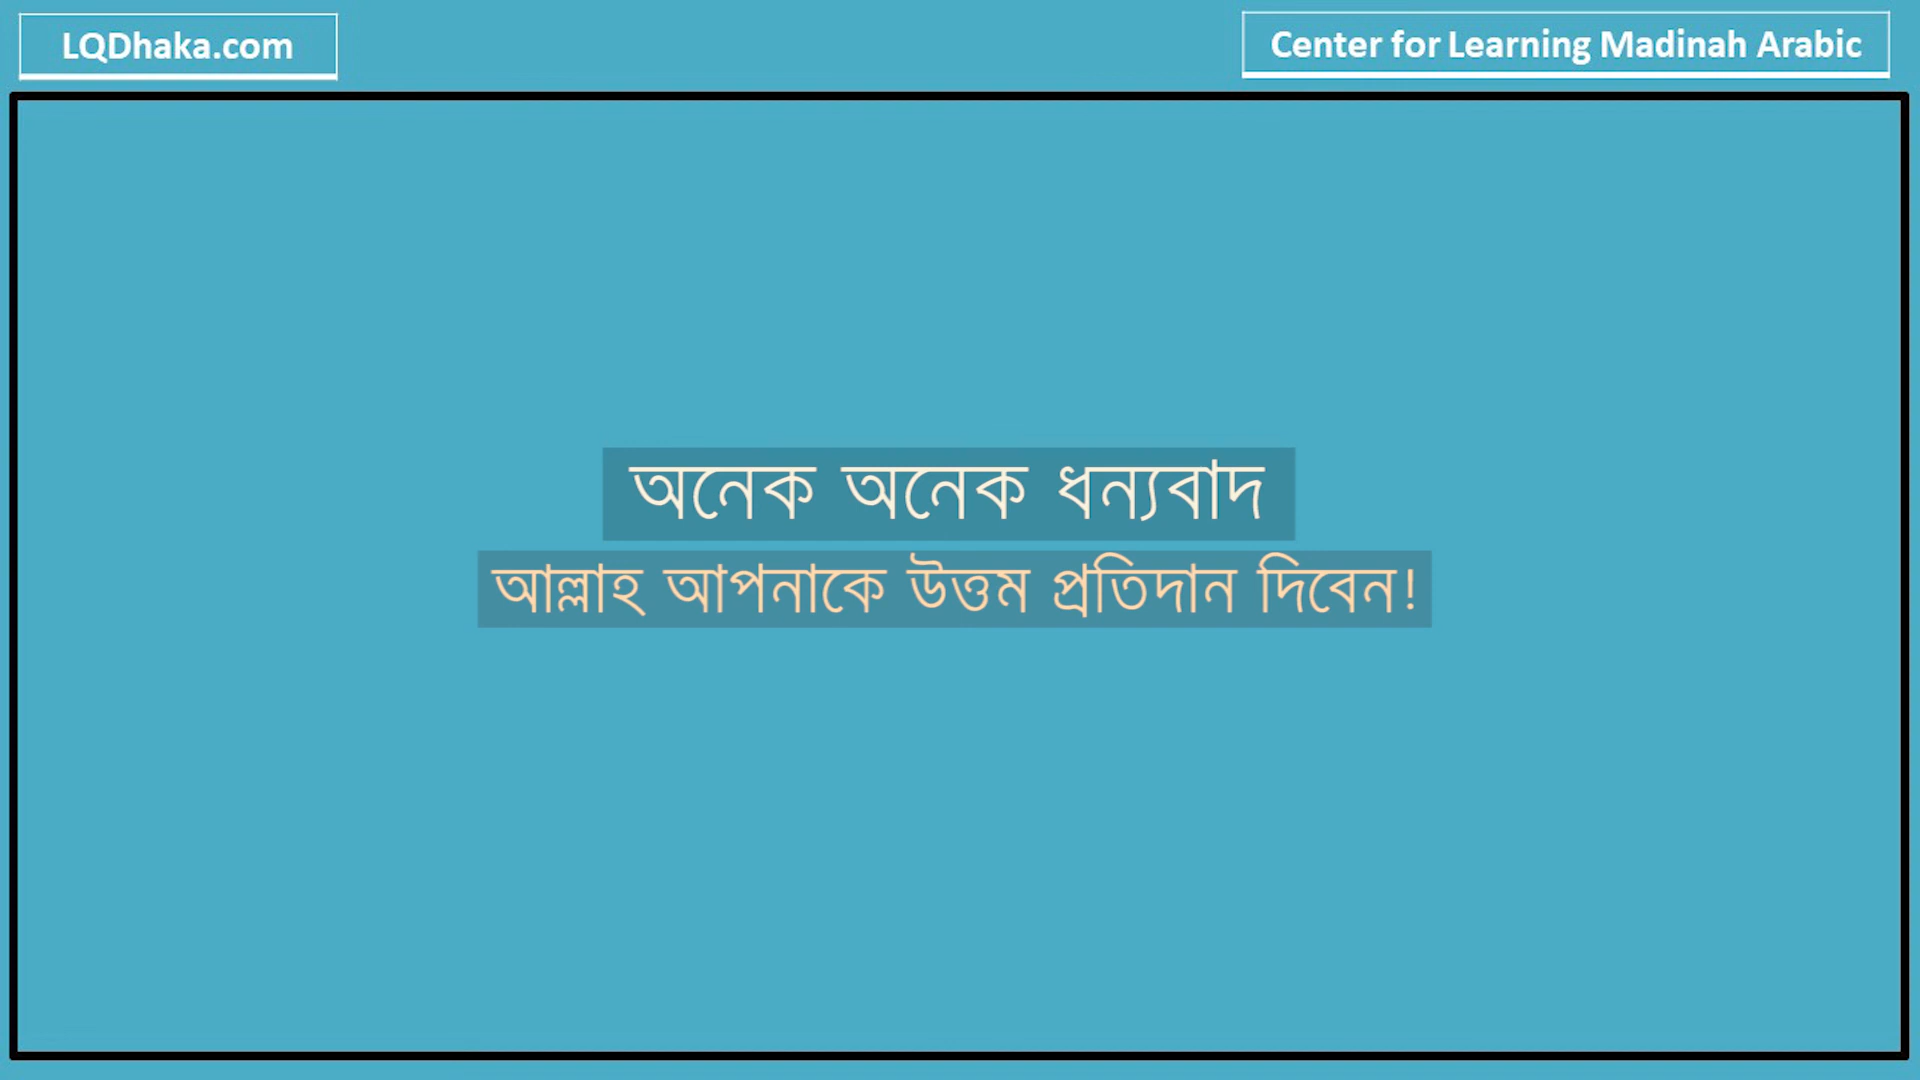 LQDhaka.com
Center for Learning Madinah Arabic
অনেক অনেক ধন্যবাদ
আল্লাহ আপনাকে উত্তম প্রতিদান দিবেন!